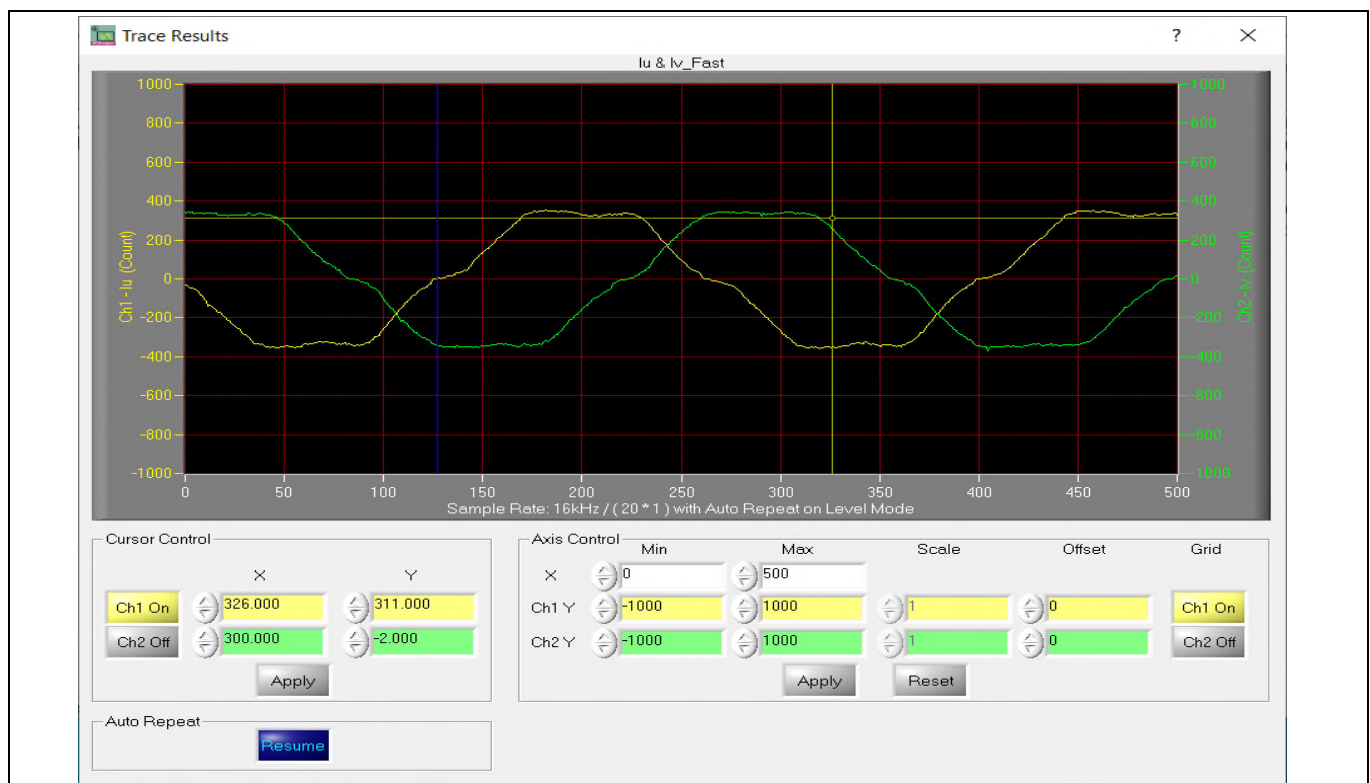 Trace Results ?
Iu & Iv_Fast
1000 1000
800 800
600 600
400 400
200 200
0 0
-200 -200
-400 -400
-600 -600
-800 -800
-1000 -1000
Ch1 - Iu (Count)
Ch2 - Iv (Count)
0 50 100 150 200 250 300 350 400 450 500
Sample Rate: 16kHz / ( 20 * 1 ) with Auto Repeat on Level Mode
Cursor Control
X Y
Ch1 On 326.000 311.000
Ch2 Off 300.000 -2.000
Apply
Auto Repeat
Resume
Axis Control
Min Max Scale Offset Grid
X 0 500
Ch1 Y -1000 1000 1 0 Ch1 On
Ch2 Y -1000 1000 1 0 Ch2 Off
Apply Reset